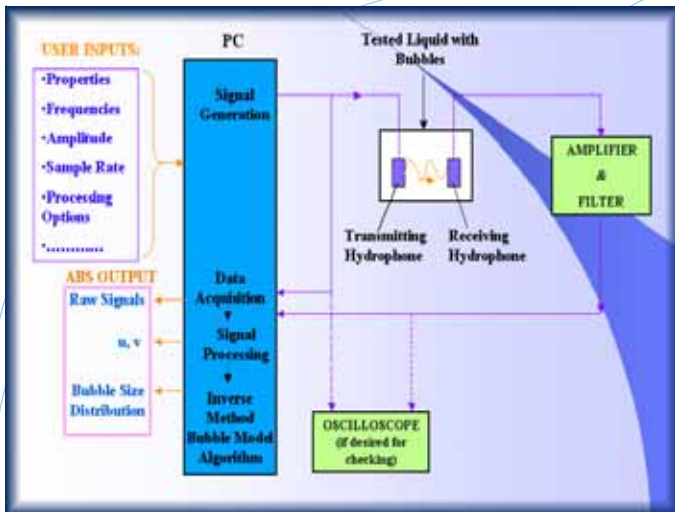 USER INPUTS:
•Properties
•Frequencies
•Amplitude
•Sample Rate
•Processing
Options
•............
PC
Signal
Generation
Tested Liquid with
Bubbles
Transmitting
Hydrophone
Receiving
Hydrophone
AMPLIFIER
&
FILTER
ABS OUTPUT
Raw Signals
u, v
Bubble Size
Distribution
Data
Acquisition
Signal
Processing
Inverse
Method
Bubble Model
Algorithm
OSCILLOSCOPE
(if desired for
checking)